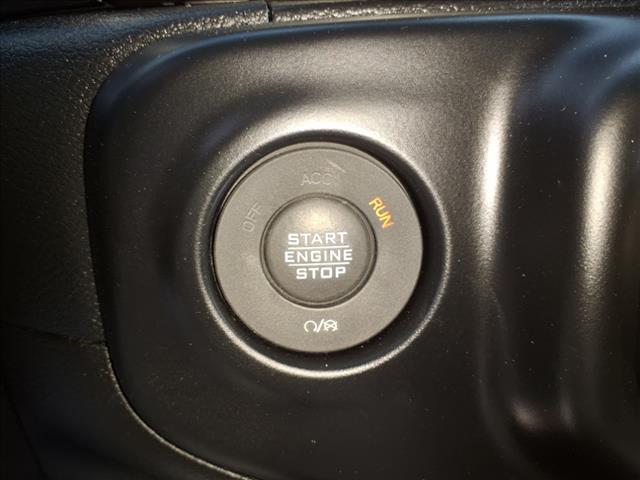 ACC
OFF
RUN
START
ENGINE
STOP